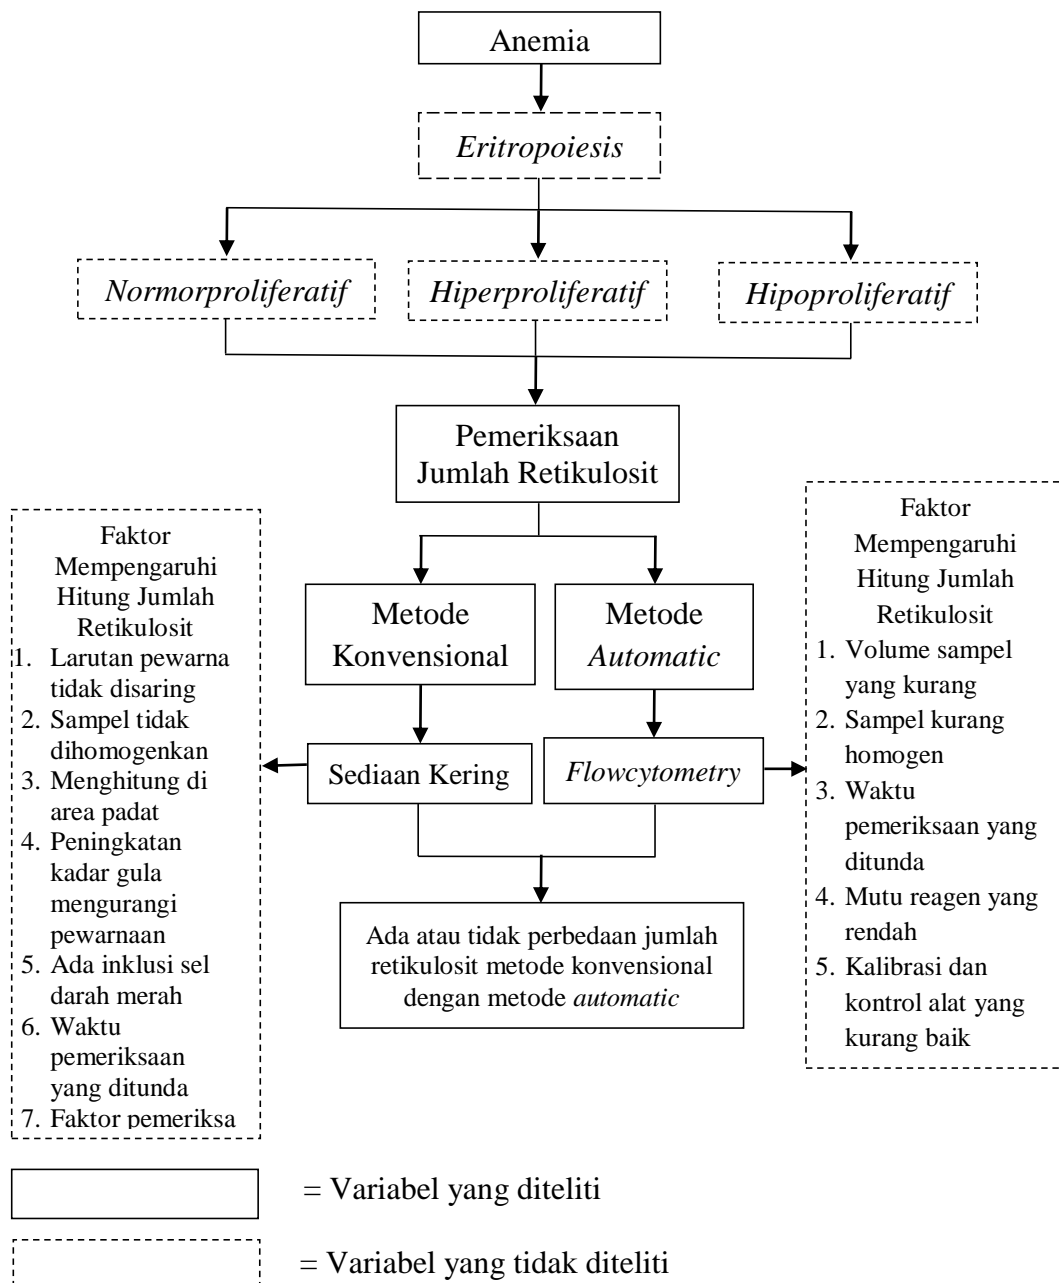 Anemia
Eritropoiesis
Normorproliferatif
Hiperproliferatif
Hipoproliferatif
Pemeriksaan
Jumlah Retikulosit
Faktor
Mempengaruhi
Hitung Jumlah
Retikulosit
1. Larutan pewarna
tidak disaring
2. Sampel tidak
dihomogenkan
3. Menghitung di
area padat
4. Peningkatan
kadar gula
mengurangi
pewarnaan
5. Ada inklusi sel
darah merah
6. Waktu
pemeriksaan
yang ditunda
7. Faktor pemeriksa
Metode
Konvensional
Metode
Automatic
Sediaan Kering
Flowcytometry
Faktor
Mempengaruhi
Hitung Jumlah
Retikulosit
1. Volume sampel
yang kurang
2. Sampel kurang
homogen
3. Waktu
pemeriksaan yang
ditunda
4. Mutu reagen yang
rendah
5. Kalibrasi dan
kontrol alat yang
kurang baik
Ada atau tidak perbedaan jumlah
retikulosit metode konvensional
dengan metode automatic
= Variabel yang diteliti
= Variabel yang tidak diteliti